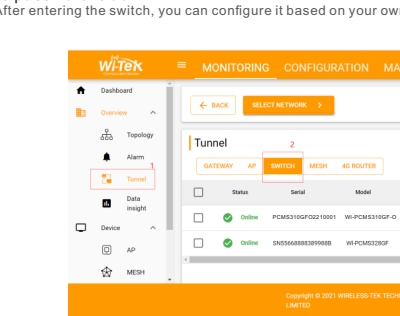 After entering the switch, you can configure it based on your own
Wi-Tek
MONITORING CONFIGURATION MA
Dashboard
Overview
Topology
Alarm
1
Tunnel
Data insight
Device
AP
MESH
BACK SELECT NETWORK >
Tunnel
2
GATEWAY AP SWITCH MESH 4G ROUTER
Status Serial Model
Online PCMS310GFO2210001 WI-PCMS310GF-O
Online SN5566888389988B WI-PCMS328GF
Copyright © 2021 WIRELESS-TEK TECH
LIMITED